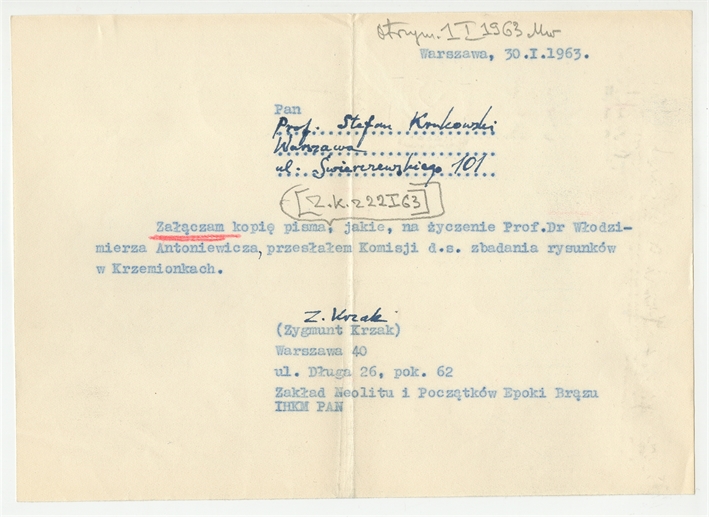 otrzym. 1 I 1963 Mw
Warszawa, 30.I.1963.
Pan
Prof. Stefan Krukowski
Warszawa
ul. Świerczewskiego 101
[Z.K. z 22 I 63]
Załączam kopię pisma, jakie, na życzenie Prof.Dr Włodzi-
mierza Antoniewicza, przesłałem Komisji d.s. zbadania rysunków
w Krzemionkach.
Z. Krzak
(Zygmunt Krzak)
Warszawa 40
ul. Długa 26, pok. 62
Zakład Neolitu i Początków Epoki Brązu
IHKM PAN